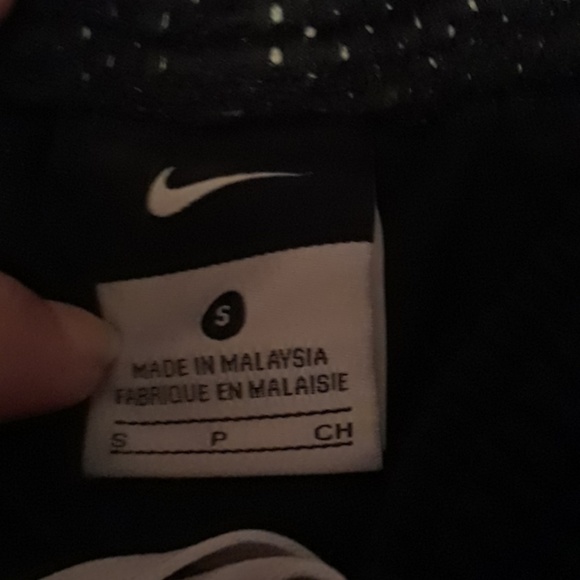 S
MADE IN MALAYSIA
FABRIQUE EN MALAISIE
S P CH